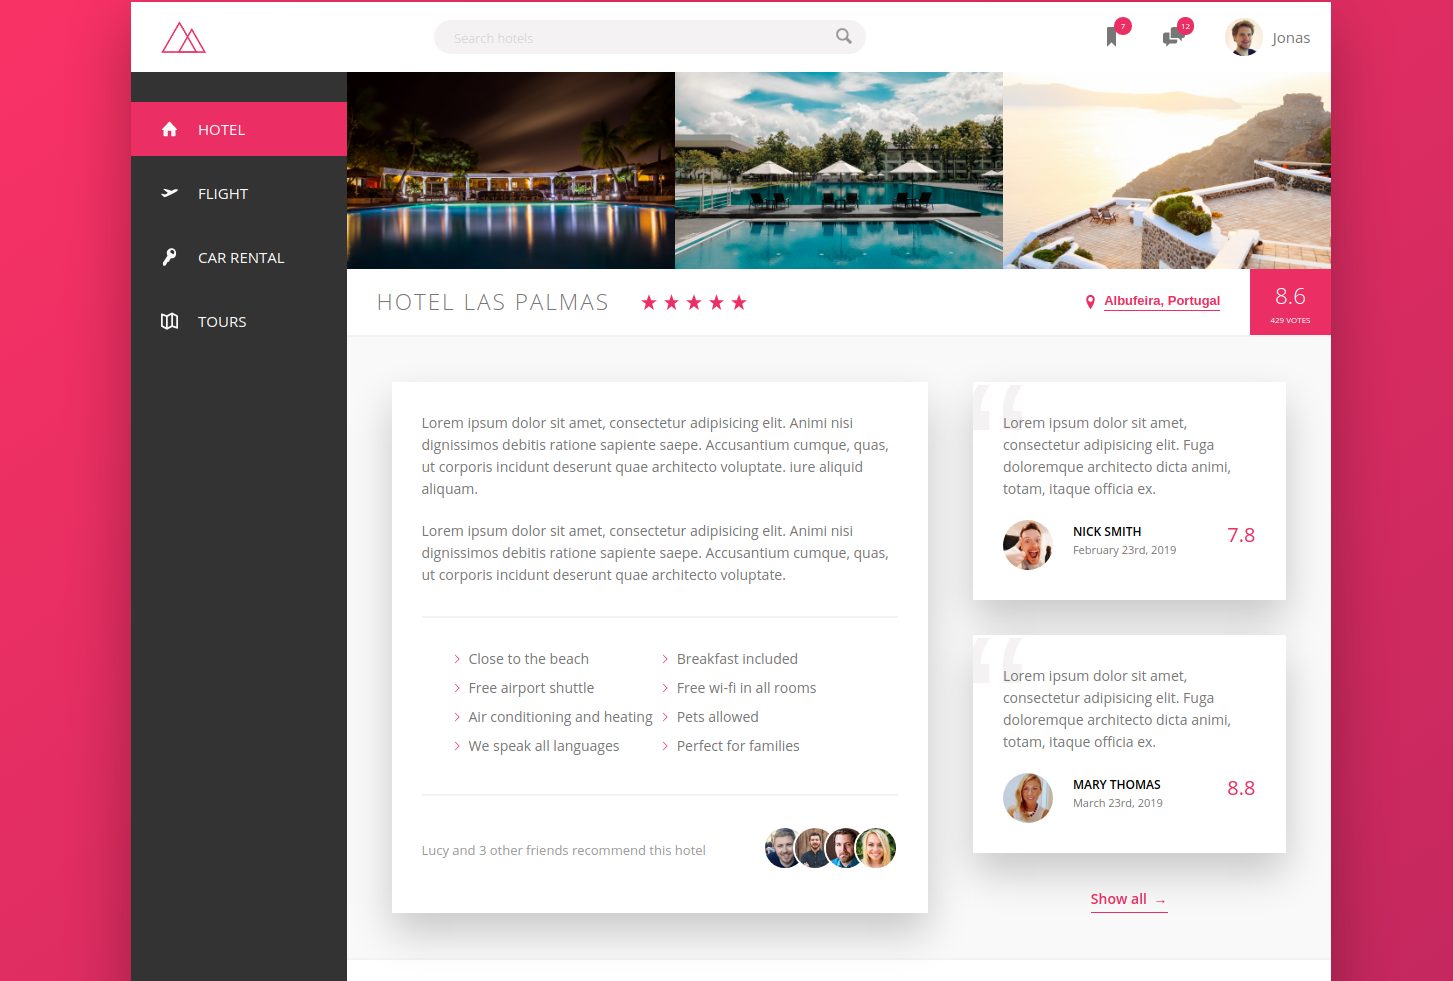 Search hotels
7
12
Jonas
HOTEL
FLIGHT
CAR RENTAL
TOURS
HOTEL LAS PALMAS
Albufeira, Portugal
8.6
429 VOTES
Lorem ipsum dolor sit amet, consectetur adipisicing elit. Animi nisi
dignissimos debitis ratione sapiente saepe. Accusantium cumque, quas,
ut corporis incidunt deserunt quae architecto voluptate. iure aliquid
aliquam.
Lorem ipsum dolor sit amet, consectetur adipisicing elit. Animi nisi
dignissimos debitis ratione sapiente saepe. Accusantium cumque, quas,
ut corporis incidunt deserunt quae architecto voluptate.
Close to the beach
Breakfast included
Free airport shuttle
Free wi-fi in all rooms
Air conditioning and heating
Pets allowed
We speak all languages
Perfect for families
Lucy and 3 other friends recommend this hotel
“
Lorem ipsum dolor sit amet,
consectetur adipisicing elit. Fuga
doloremque architecto dicta animi,
totam, itaque officia ex.
NICK SMITH
February 23rd, 2019
7.8
“
Lorem ipsum dolor sit amet,
consectetur adipisicing elit. Fuga
doloremque architecto dicta animi,
totam, itaque officia ex.
MARY THOMAS
March 23rd, 2019
8.8
Show all →